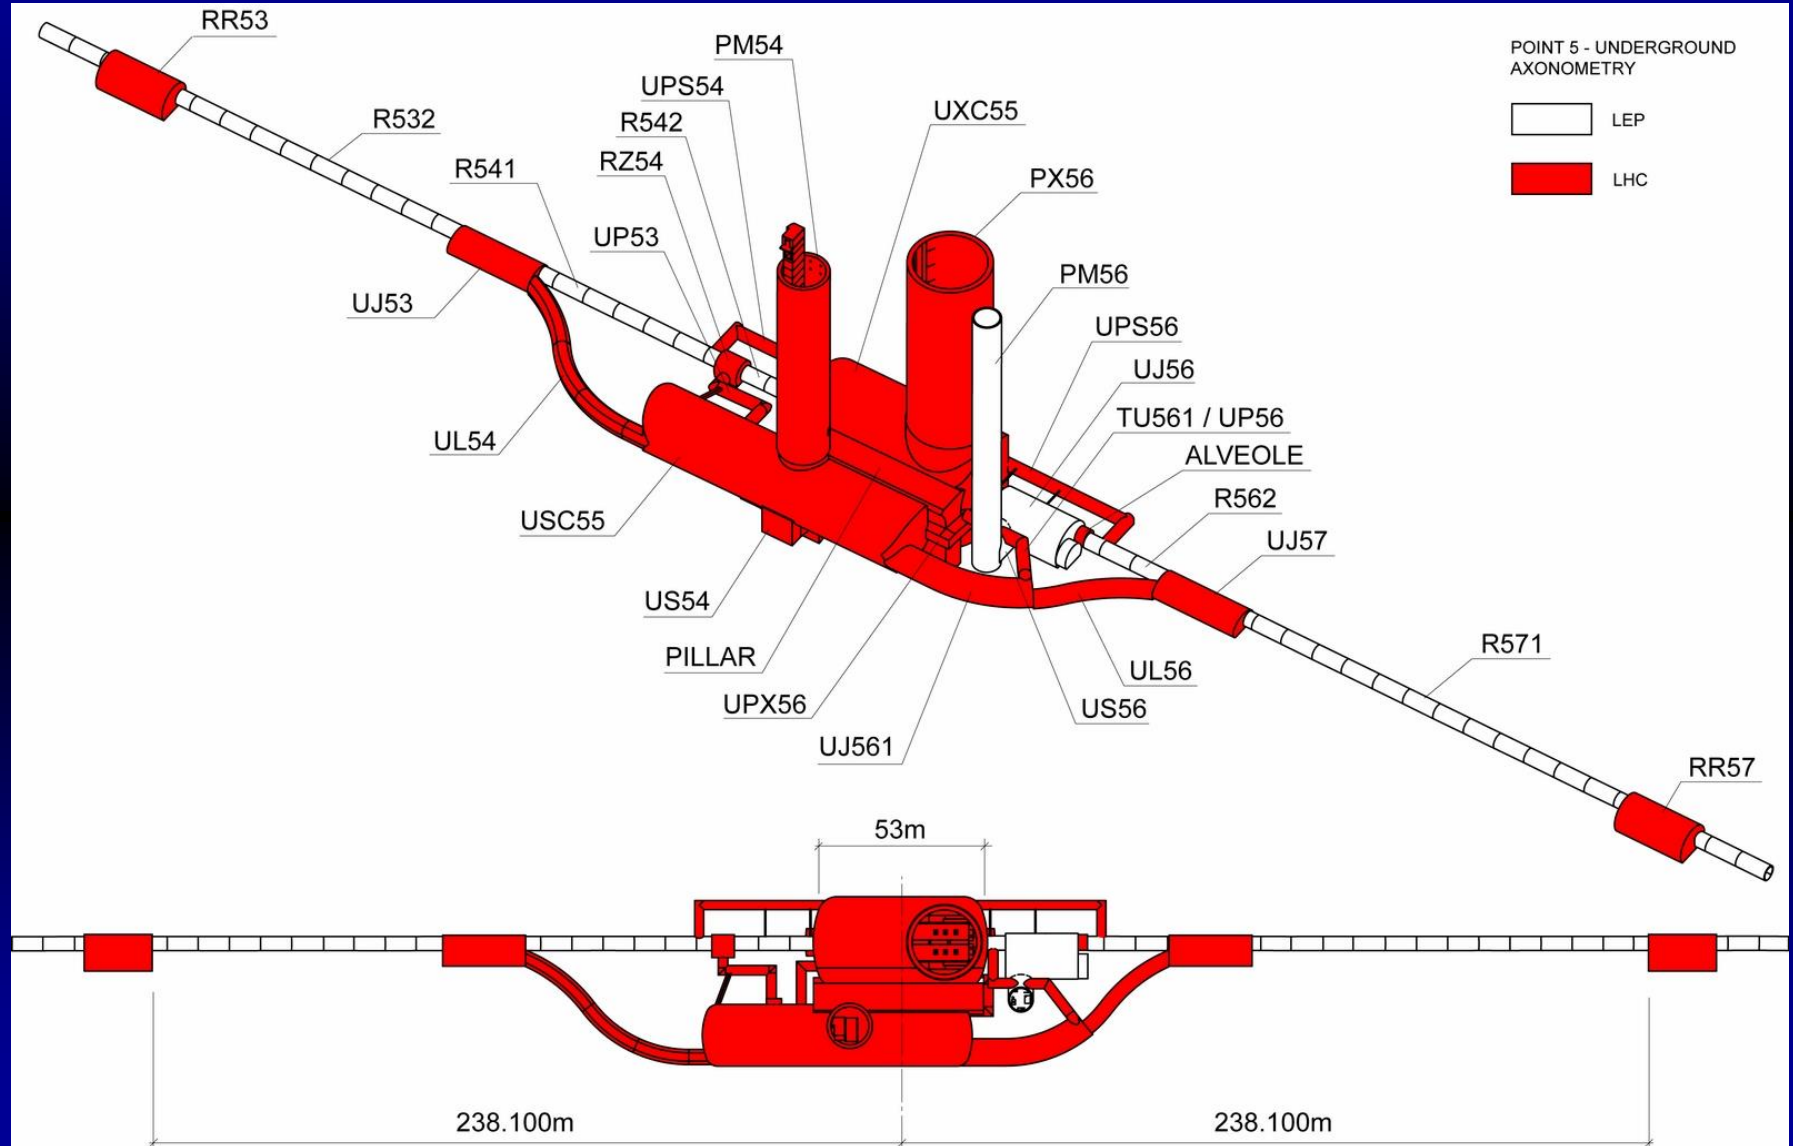 RR53
PM54
POINT 5 - UNDERGROUND
AXONOMETRY
UPS54
UXC55
R532
R542
LEP
RZ54
R541
PX56
LHC
UP53
PM56
UJ53
UPS56
UJ56
TU561 / UP56
UL54
ALVEOLE
R562
USC55
UJ57
US54
R571
PILLAR
UL56
UPX56
US56
UJ561
RR57
53m
238.100m
238.100m